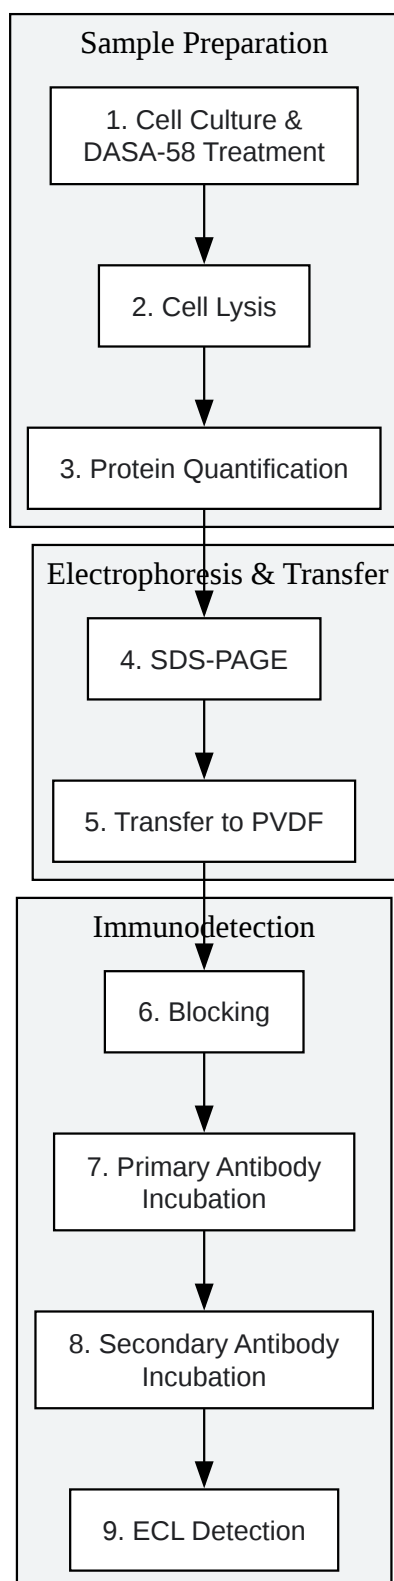 Sample Preparation
1. Cell Culture &
DASA-58 Treatment
2. Cell Lysis
3. Protein Quantification
Electrophoresis & Transfer
4. SDS-PAGE
5. Transfer to PVDF
Immunodetection
6. Blocking
7. Primary Antibody
Incubation
8. Secondary Antibody
Incubation
9. ECL Detection